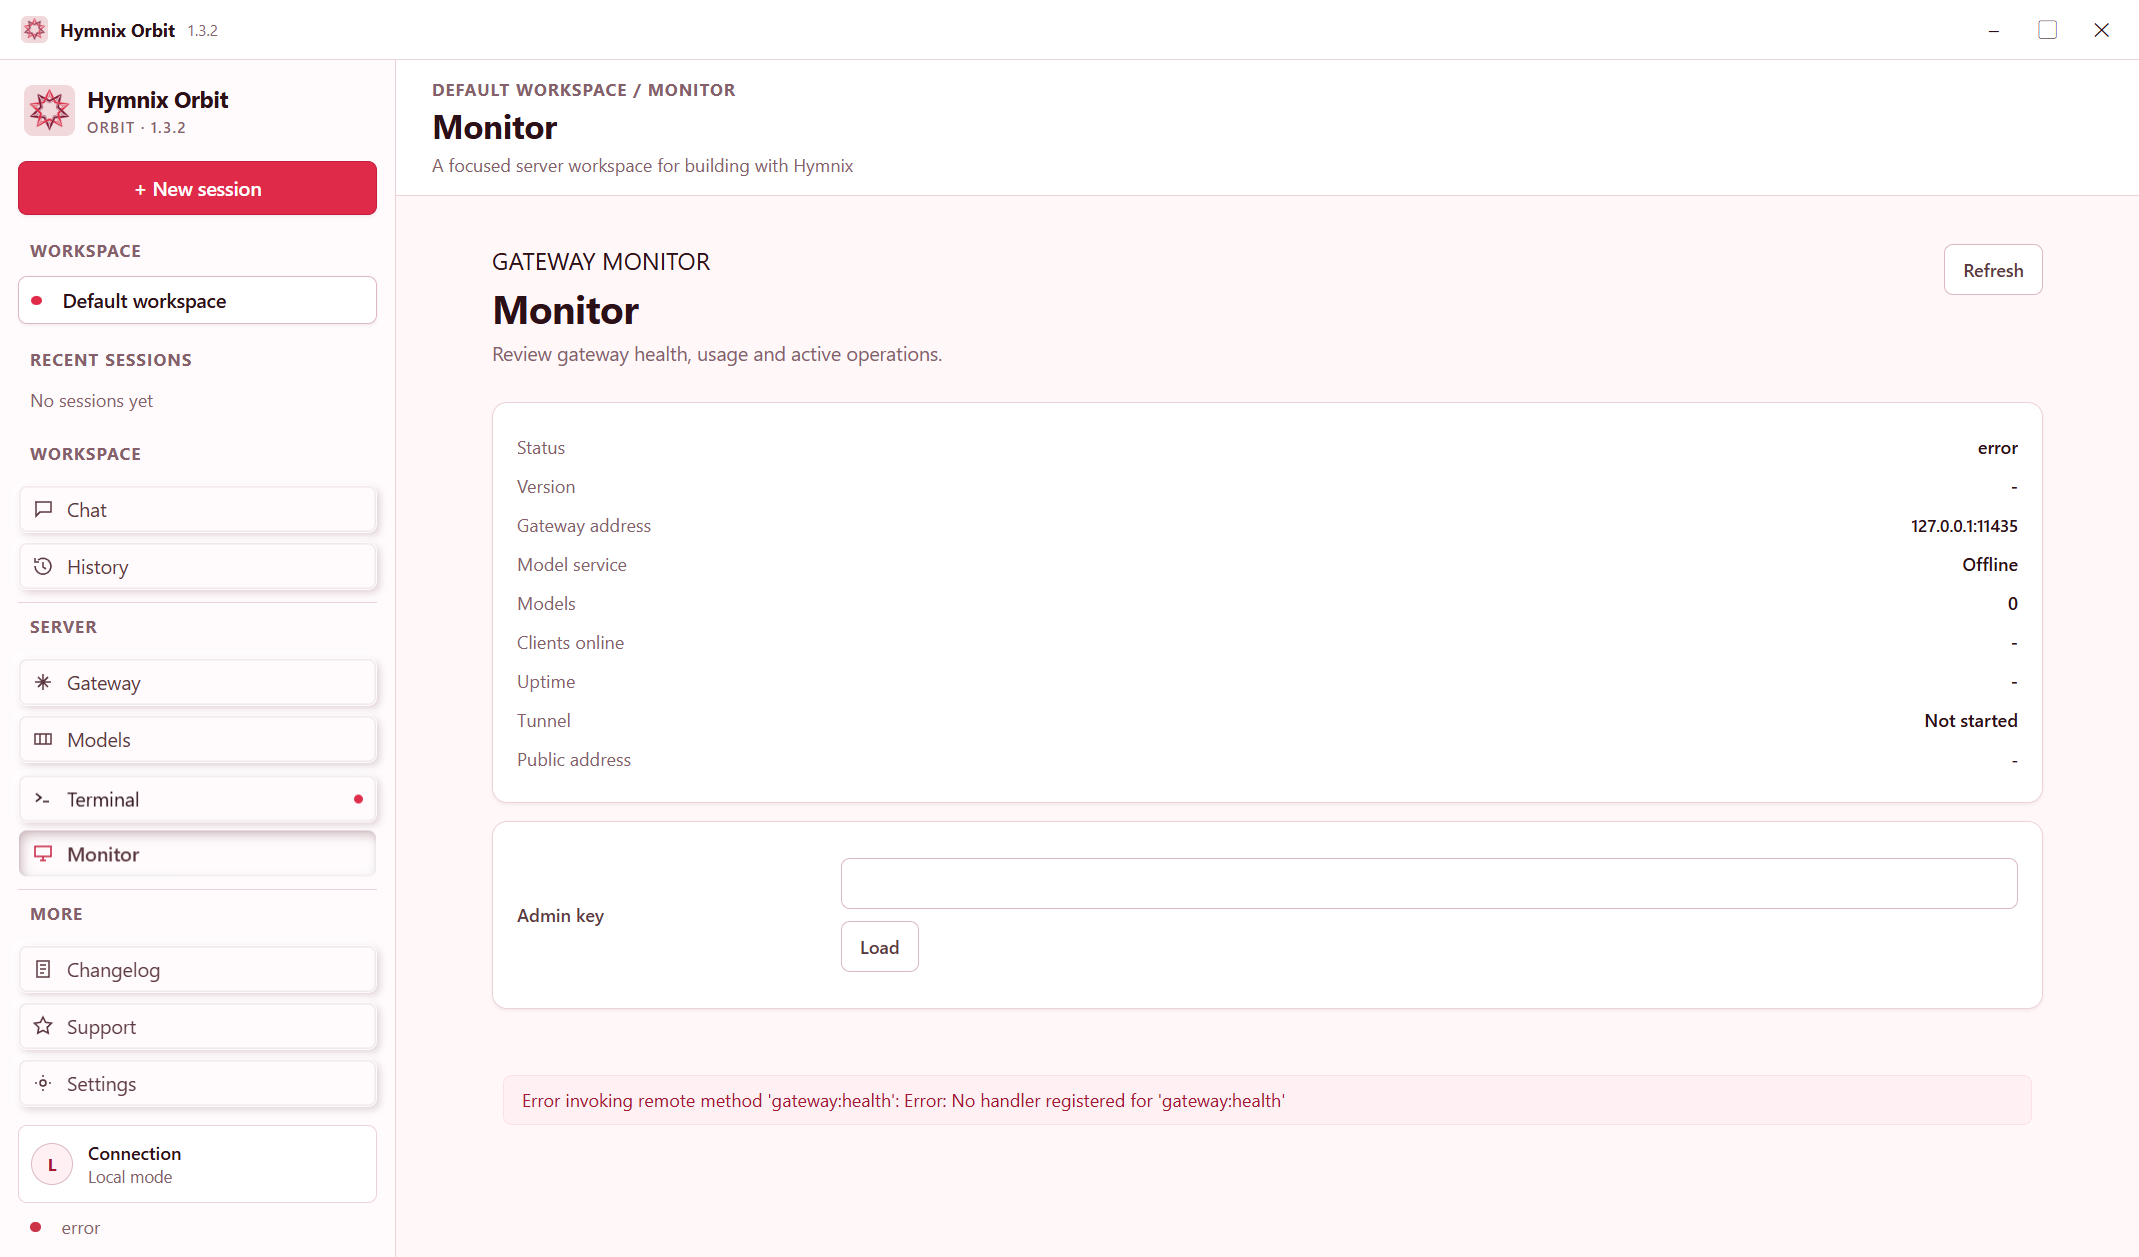 Hymnix Orbit 1.3.2
Hymnix Orbit
ORBIT · 1.3.2
+ New session
WORKSPACE
Default workspace
RECENT SESSIONS
No sessions yet
WORKSPACE
Chat
History
SERVER
Gateway
Models
Terminal
Monitor
MORE
Changelog
Support
Settings
L
Connection
Local mode
error
DEFAULT WORKSPACE / MONITOR
Monitor
A focused server workspace for building with Hymnix
GATEWAY MONITOR
Refresh
Monitor
Review gateway health, usage and active operations.
Status error
Version -
Gateway address 127.0.0.1:11435
Model service Offline
Models 0
Clients online -
Uptime -
Tunnel Not started
Public address -
Admin key
Load
Error invoking remote method 'gateway:health': Error: No handler registered for 'gateway:health'